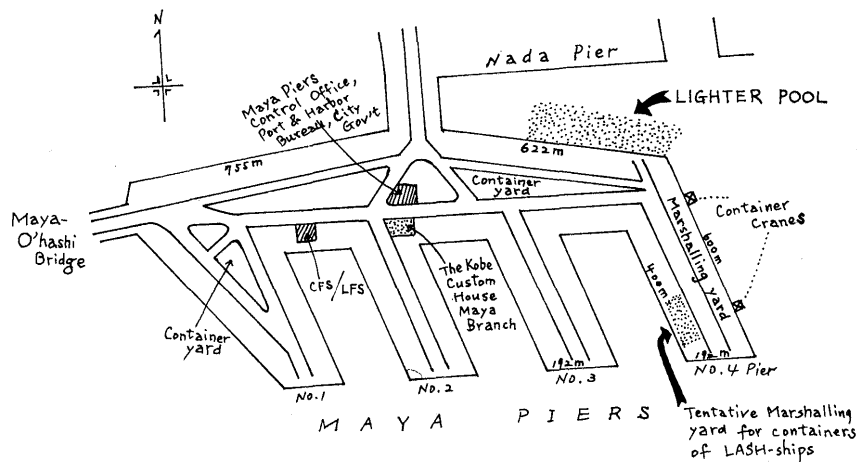 N
Nada Pier
LIGHTER POOL
Maya Piers
Control Office,
Port & Harbor
Bureau, City
Gov't
755m
622m
Container
yard
Maya-
O'hashi
Bridge
Container
Cranes
Marshalling yard
600m
400m
CFS/LFS
The Kobe
Custom
House
Maya
Branch
Container
yard
192m
192m
No.1
No.2
No.3
No.4 Pier
MAYA PIERS
Tentative Marshalling
yard for containers
of LASH-ships